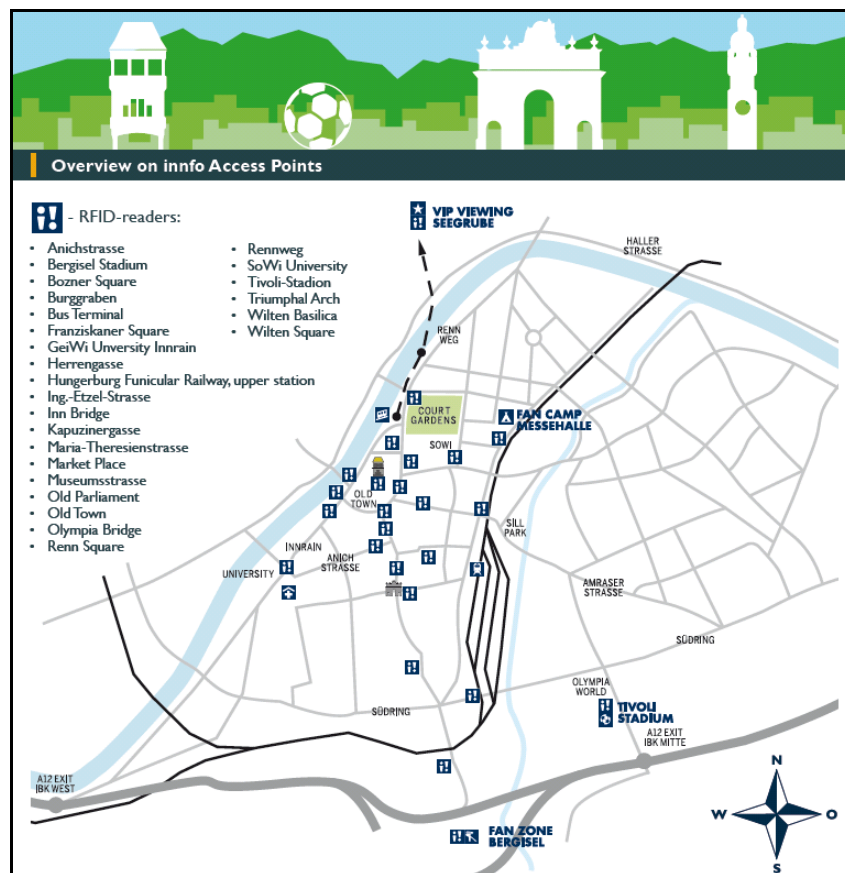 Overview on innfo Access Points
- RFID-readers:
• Anichstrasse
• Bergisel Stadium
• Bozner Square
• Burggraben
• Bus Terminal
• Franziskaner Square
• GeiWi Unversity Innrain
• Herrengasse
• Hungerburg Funicular Railway, upper station
• Ing.-Etzel-Strasse
• Inn Bridge
• Kapuzinergasse
• Maria-Theresienstrasse
• Market Place
• Museumsstrasse
• Old Parliament
• Old Town
• Olympia Bridge
• Renn Square
• Rennweg
• SoWi University
• Tivoli-Stadion
• Triumphal Arch
• Wilten Basilica
• Wilten Square
VIP VIEWING
SEEGRUBE
HALLER
STRASSE
RENN
WEG
COURT
GARDENS
FAN CAMP
MESSEHALLE
SOWI
OLD
TOWN
SILL
PARK
INNRAIN
ANICH
STRASSE
UNIVERSITY
AMRASER
STRASSE
SÜDRING
OLYMPIA
WORLD
SÜDRING
TIVOLI
STADIUM
A12 EXIT
IBK MITTE
A12 EXIT
IBK WEST
FAN ZONE
BERGISEL
N
W
O
S